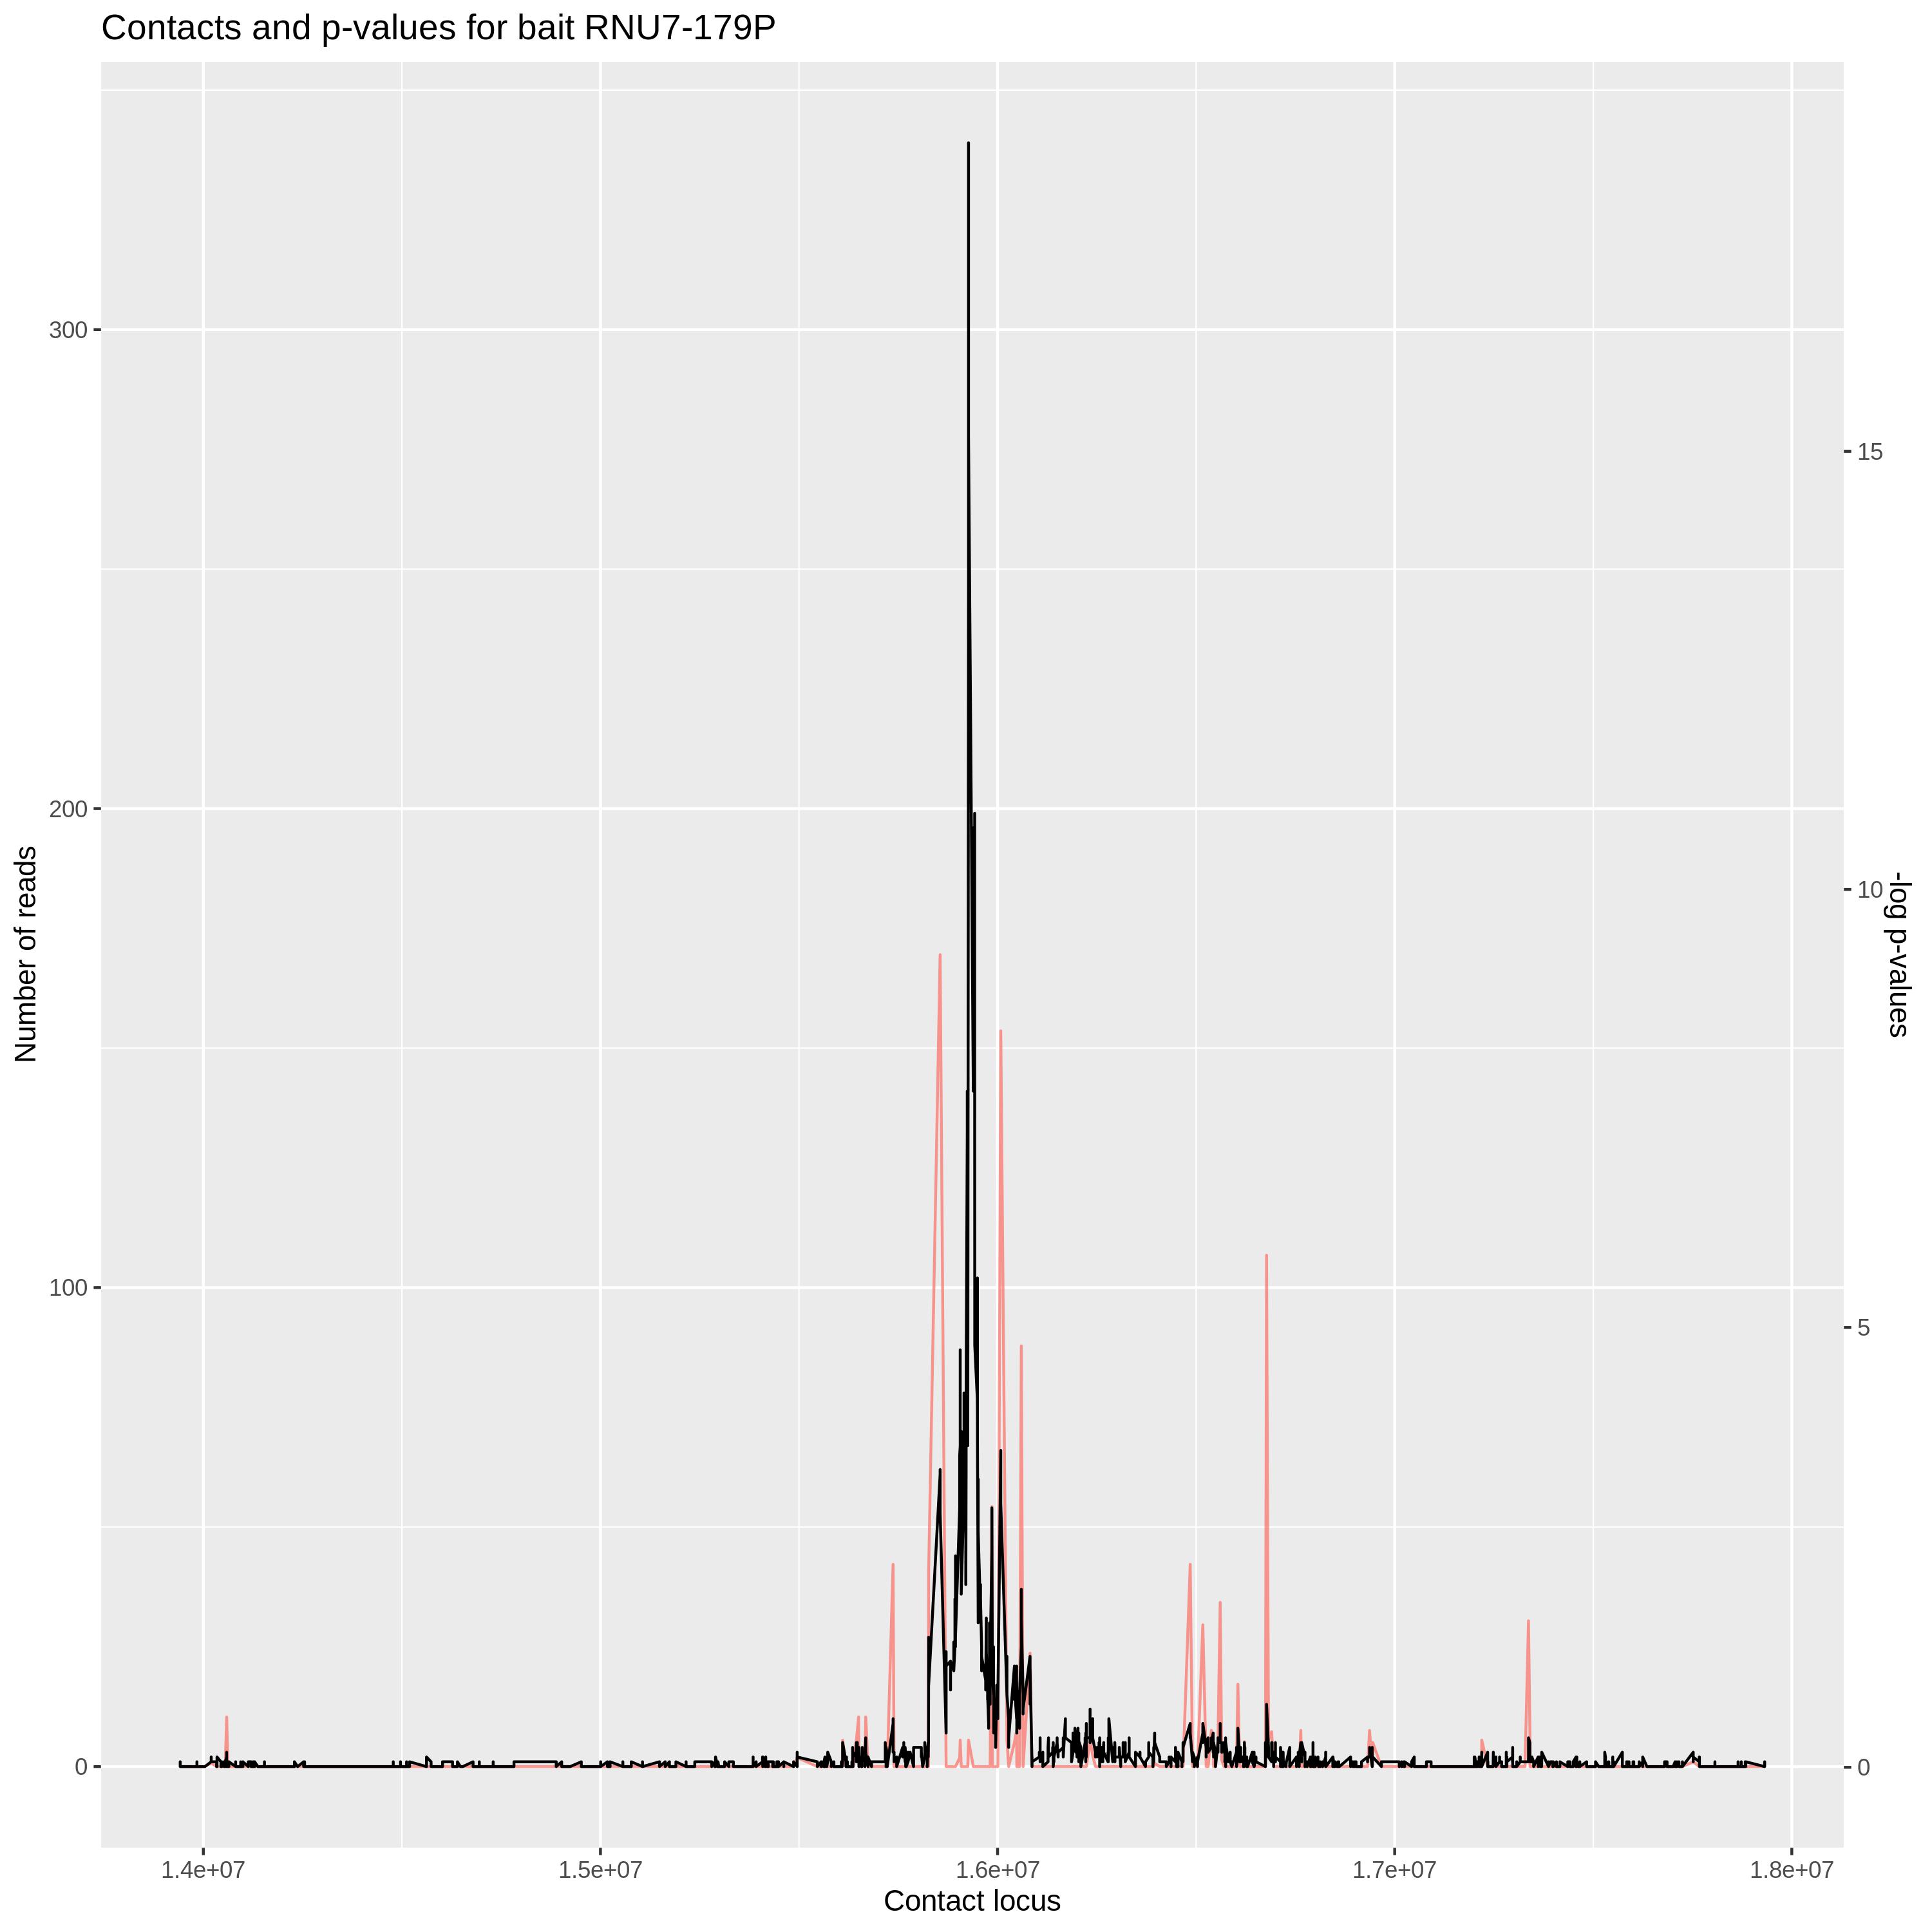 Contacts and p-values for bait RNU7-179P
300
200
100
0
Number of reads
15
10
5
0
-log p-values
1.4e+07
1.5e+07
1.6e+07
1.7e+07
1.8e+07
Contact locus